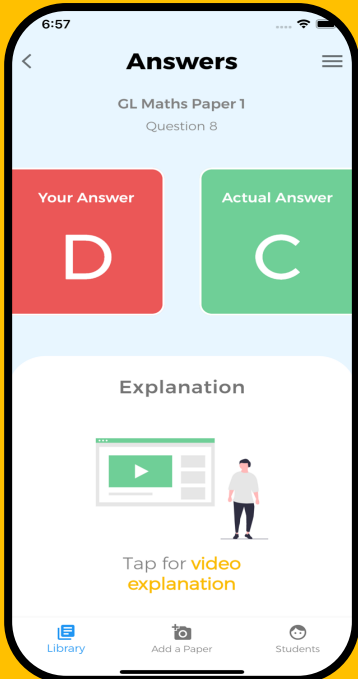 6:57
Answers
GL Maths Paper 1
Question 8
Your Answer
Actual Answer
D
C
Explanation
Tap for video
explanation
Library
Add a Paper
Students